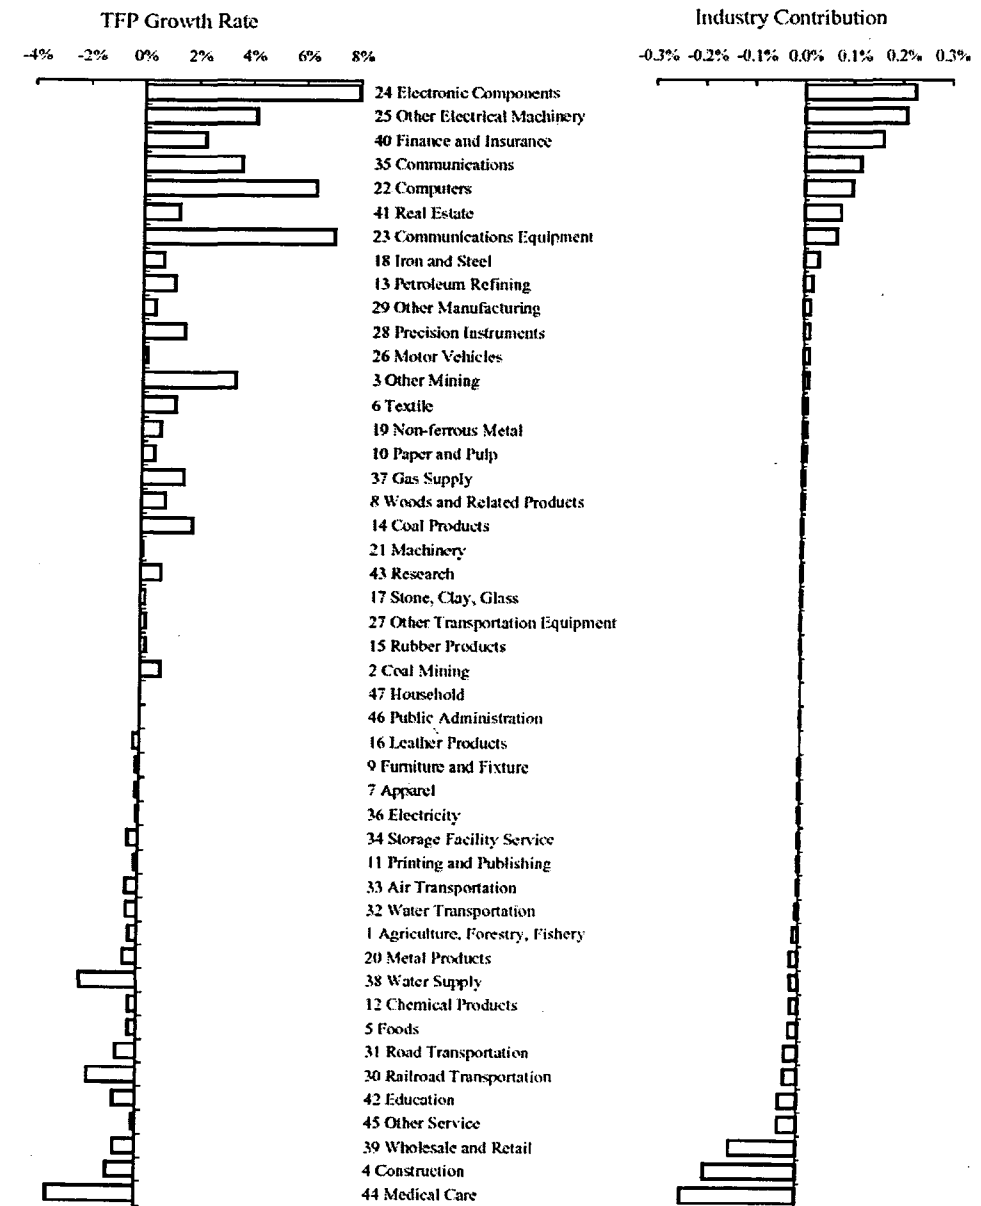 TFP Growth Rate
Industry Contribution
-4% -2% 0% 2% 4% 6% 8%
-0.3% -0.2% -0.1% 0.0% 0.1% 0.2% 0.3%
24 Electronic Components
25 Other Electrical Machinery
40 Finance and Insurance
35 Communications
22 Computers
41 Real Estate
23 Communications Equipment
18 Iron and Steel
13 Petroleum Refining
29 Other Manufacturing
28 Precision Instruments
26 Motor Vehicles
3 Other Mining
6 Textile
19 Non-ferrous Metal
10 Paper and Pulp
37 Gas Supply
8 Woods and Related Products
14 Coal Products
21 Machinery
43 Research
17 Stone, Clay, Glass
27 Other Transportation Equipment
15 Rubber Products
2 Coal Mining
47 Household
46 Public Administration
16 Leather Products
9 Furniture and Fixture
7 Apparel
36 Electricity
34 Storage Facility Service
11 Printing and Publishing
33 Air Transportation
32 Water Transportation
1 Agriculture, Forestry, Fishery
20 Metal Products
38 Water Supply
12 Chemical Products
5 Foods
31 Road Transportation
30 Railroad Transportation
42 Education
45 Other Service
39 Wholesale and Retail
4 Construction
44 Medical Care